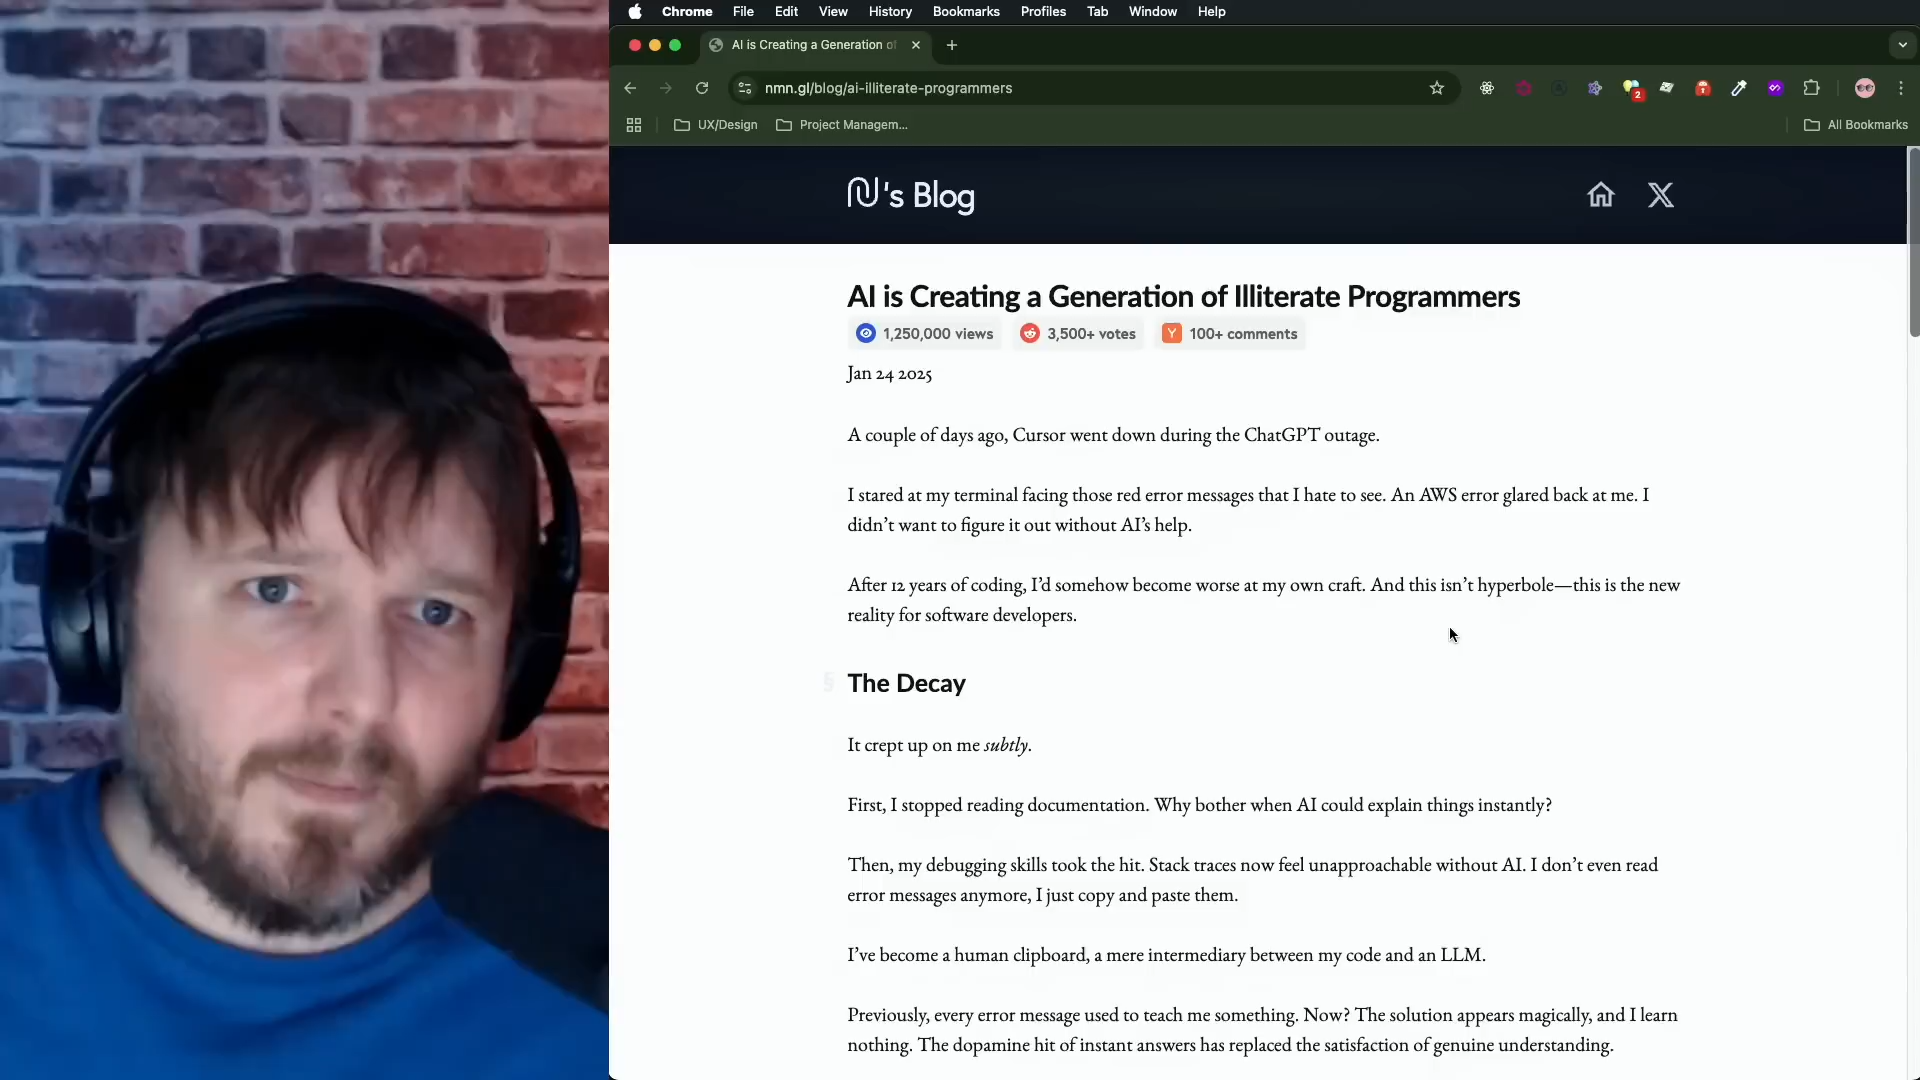 Chrome File Edit View History Bookmarks Profiles Tab Window Help
AI is Creating a Generation of
nmn.gl/blog/ai-illiterate-programmers
2
UX/Design Project Managem... All Bookmarks
N's Blog
AI is Creating a Generation of Illiterate Programmers
1,250,000 views 3,500+ votes Y 100+ comments
Jan 24 2025
A couple of days ago, Cursor went down during the ChatGPT outage.
I stared at my terminal facing those red error messages that I hate to see. An AWS error glared back at me. I
didn’t want to figure it out without AI’s help.
After 12 years of coding, I’d somehow become worse at my own craft. And this isn’t hyperbole—this is the new
reality for software developers.
§ The Decay
It crept up on me subtly.
First, I stopped reading documentation. Why bother when AI could explain things instantly?
Then, my debugging skills took the hit. Stack traces now feel unapproachable without AI. I don’t even read
error messages anymore, I just copy and paste them.
I’ve become a human clipboard, a mere intermediary between my code and an LLM.
Previously, every error message used to teach me something. Now? The solution appears magically, and I learn
nothing. The dopamine hit of instant answers has replaced the satisfaction of genuine understanding.